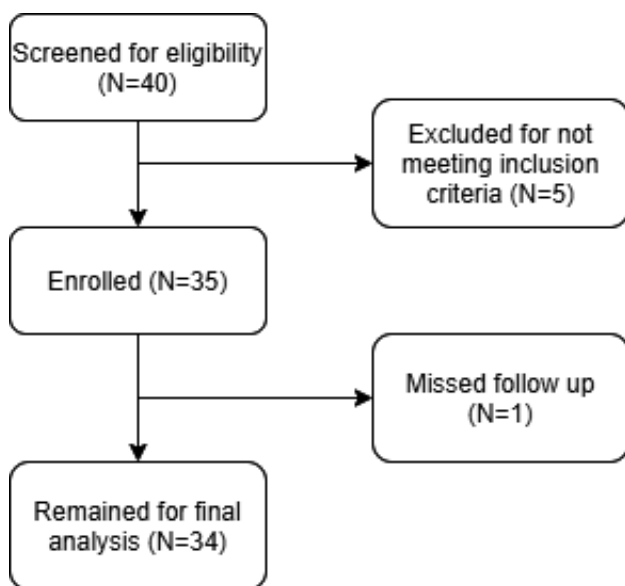 Screened for eligibility
(N=40)
Excluded for not
meeting inclusion
criteria (N=5)
Enrolled (N=35)
Missed follow up
(N=1)
Remained for final
analysis (N=34)